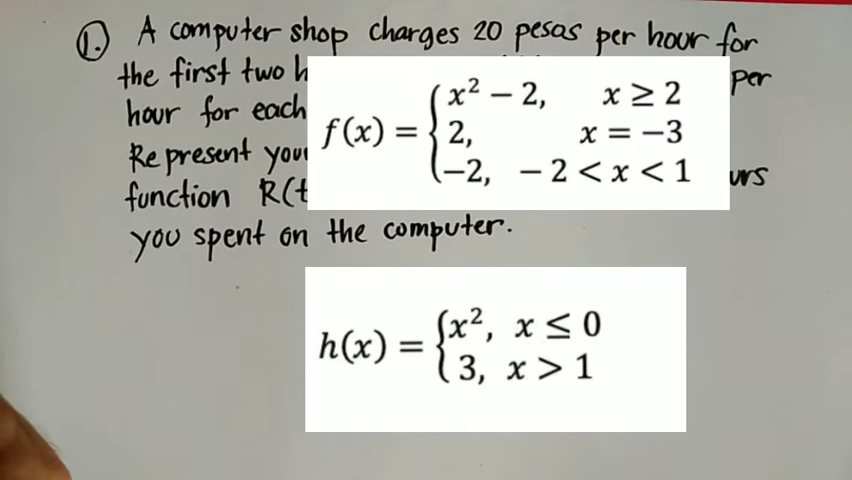 1. A computer shop charges 20 pesos per hour for
the first two h per
hour for each
Represent you urs
function R(t
you spent on the computer.
f(x) = { x² − 2, x ≥ 2
2, x = −3
−2, − 2 < x < 1
h(x) = { x², x ≤ 0
3, x > 1